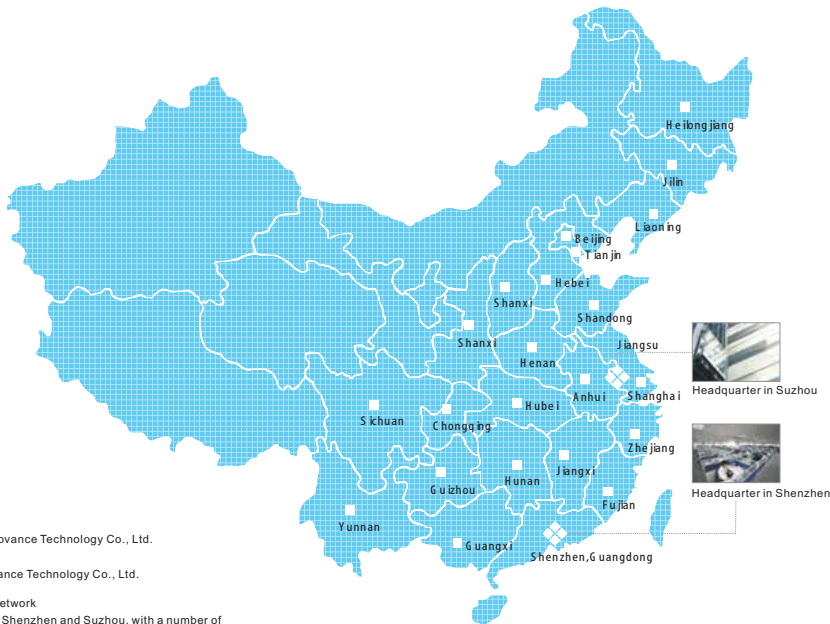 Heilongjiang
Jilin
Liaoning
Beijing
Tianjin
Hebei
Shanxi
Shandong
Shanxi
Jiangsu
Henan
Anhui
Shanghai
Headquarter in Suzhou
Sichuan
Chongqing
Hubei
Zhejiang
Guizhou
Hunan
Jiangxi
Headquarter in Shenzhen
Fujian
Yunnan
Guangxi
Shenzhen,Guangdong
ovance Technology Co., Ltd.
ance Technology Co., Ltd.
etwork
Shenzhen and Suzhou, with a number of